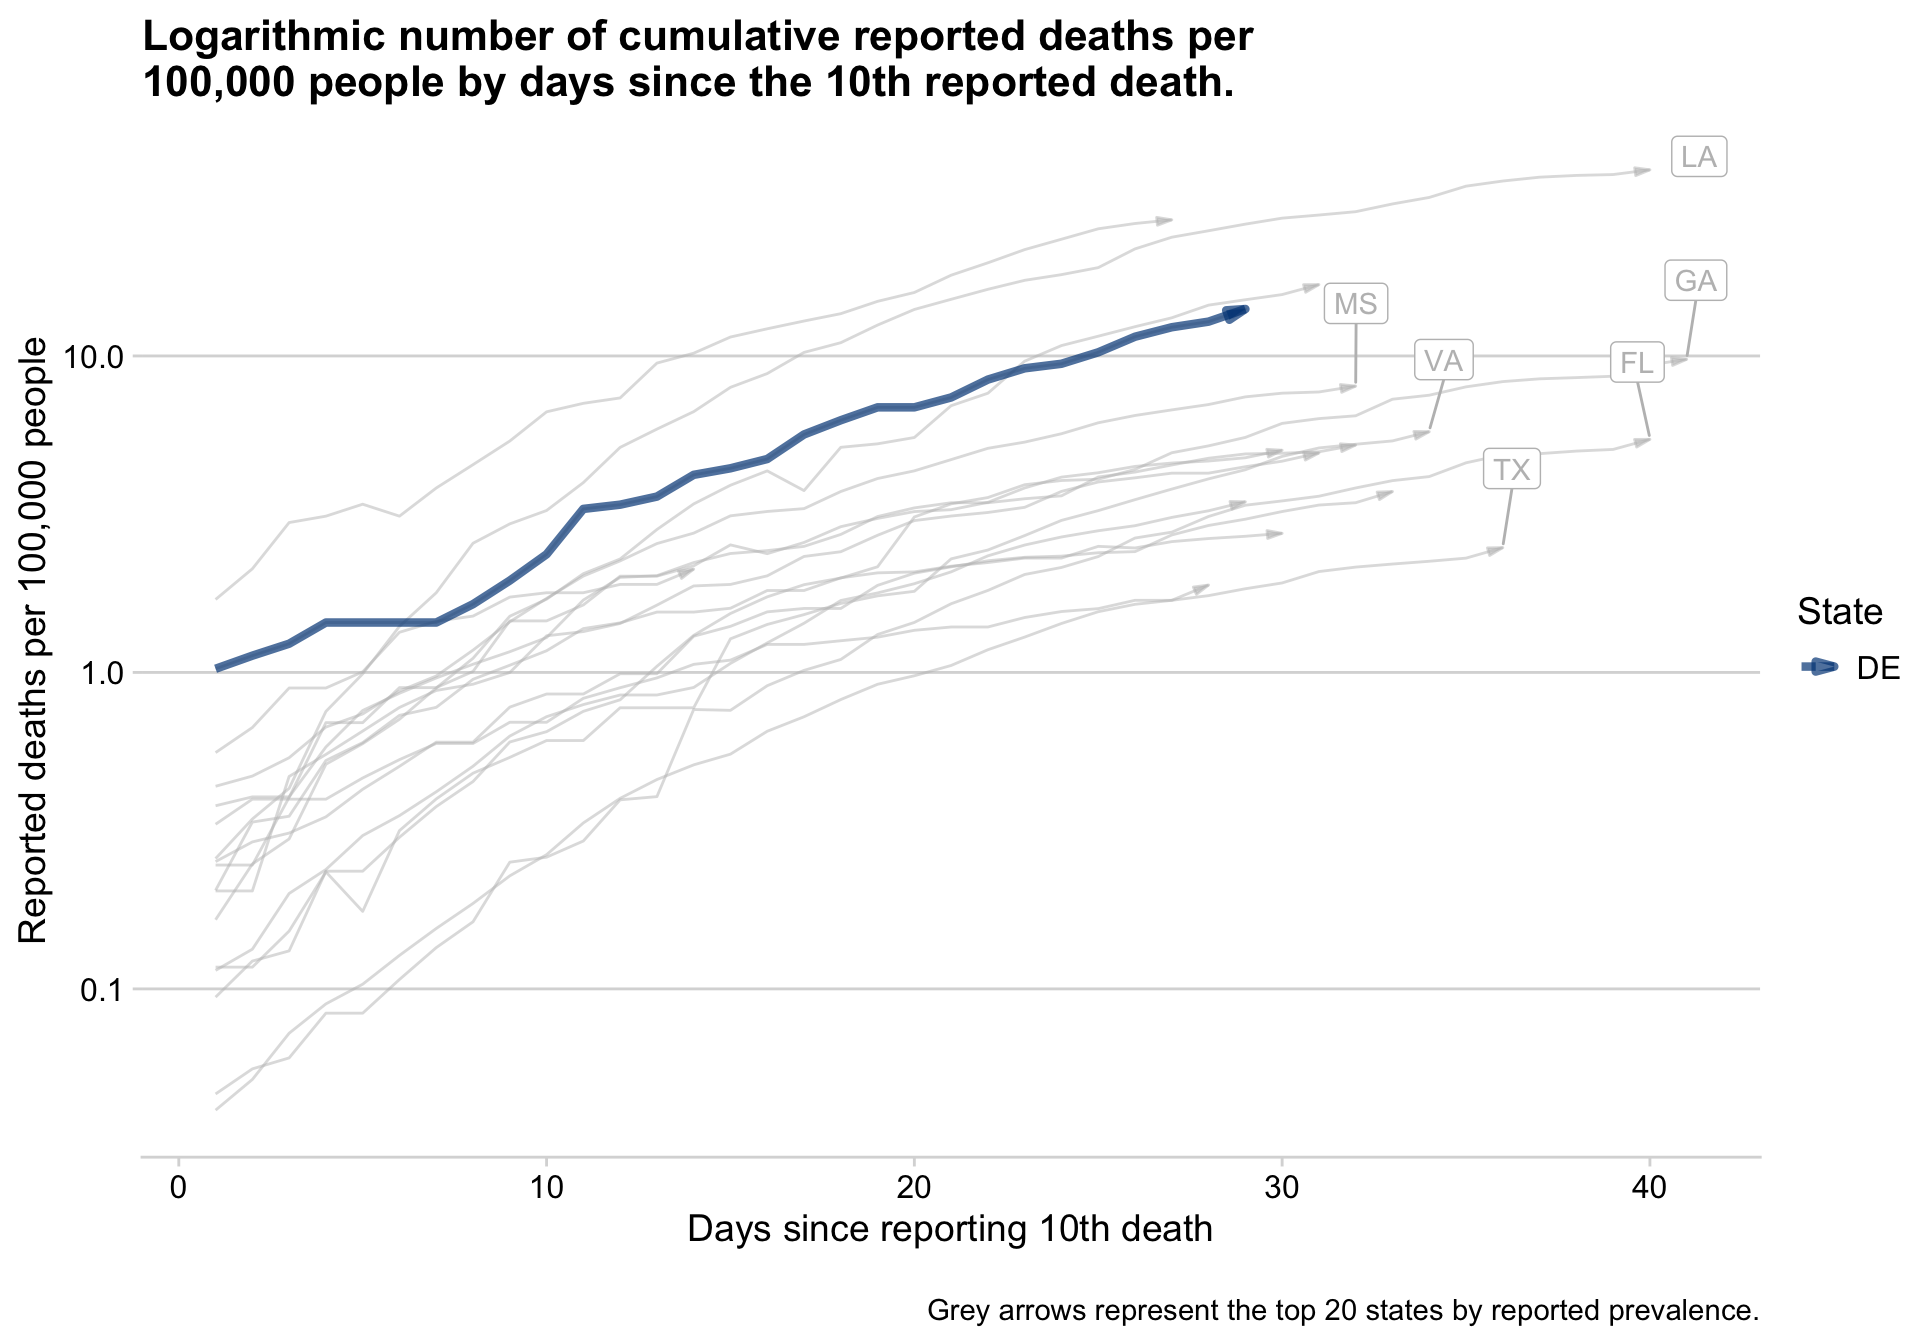 Logarithmic number of cumulative reported deaths per
100,000 people by days since the 10th reported death.
LA
GA
MS
VA
FL
TX
10.0
1.0
0.1
Reported deaths per 100,000 people
State
DE
0 10 20 30 40
Days since reporting 10th death
Grey arrows represent the top 20 states by reported prevalence.